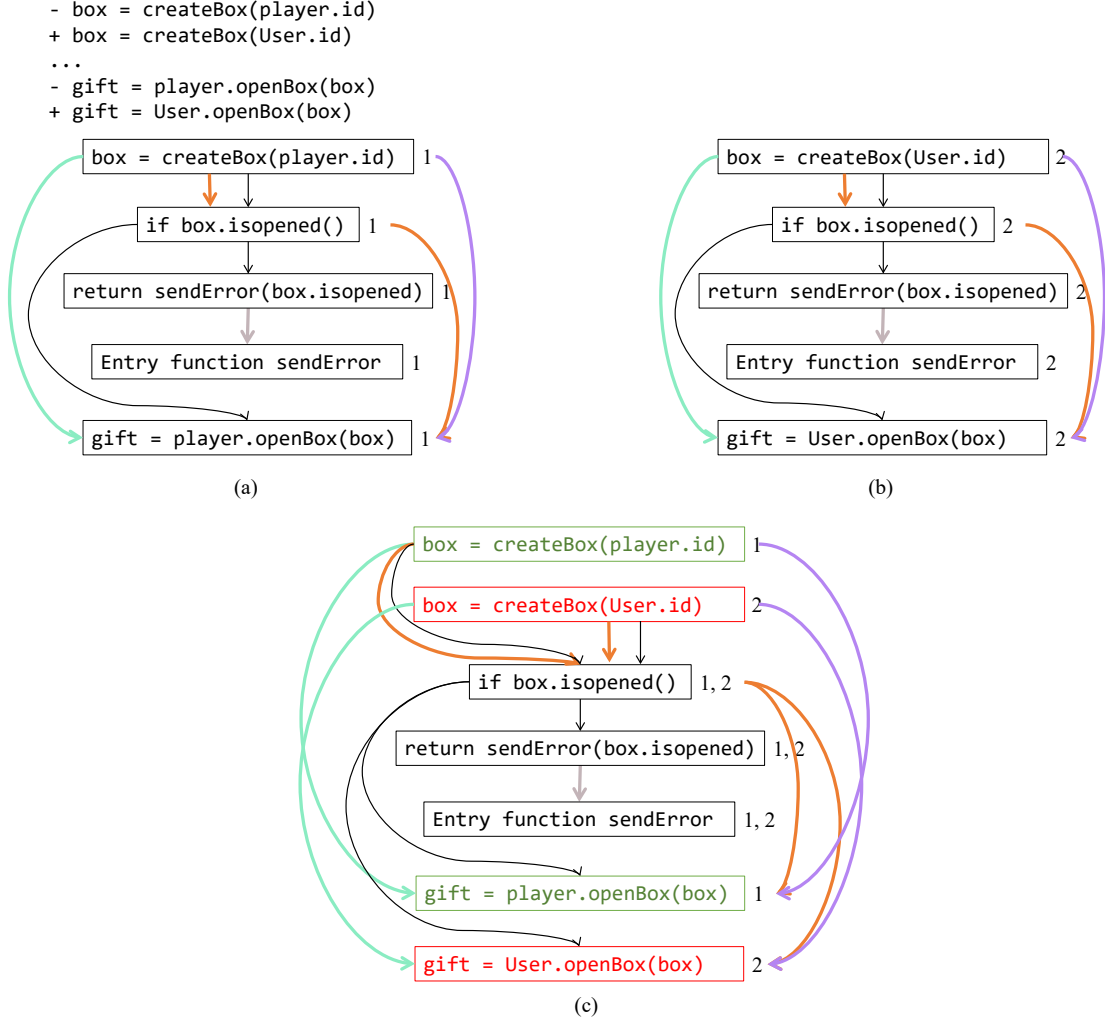 - box = createBox(player.id)
+ box = createBox(User.id)
...
- gift = player.openBox(box)
+ gift = User.openBox(box)
box = createBox(player.id) 1
if box.isopened() 1
return sendError(box.isopened) 1
Entry function sendError 1
gift = player.openBox(box) 1
(a)
box = createBox(User.id) 2
if box.isopened() 2
return sendError(box.isopened) 2
Entry function sendError 2
gift = User.openBox(box) 2
(b)
box = createBox(player.id) 1
box = createBox(User.id) 2
if box.isopened() 1, 2
return sendError(box.isopened) 1, 2
Entry function sendError 1, 2
gift = player.openBox(box) 1
gift = User.openBox(box) 2
(c)